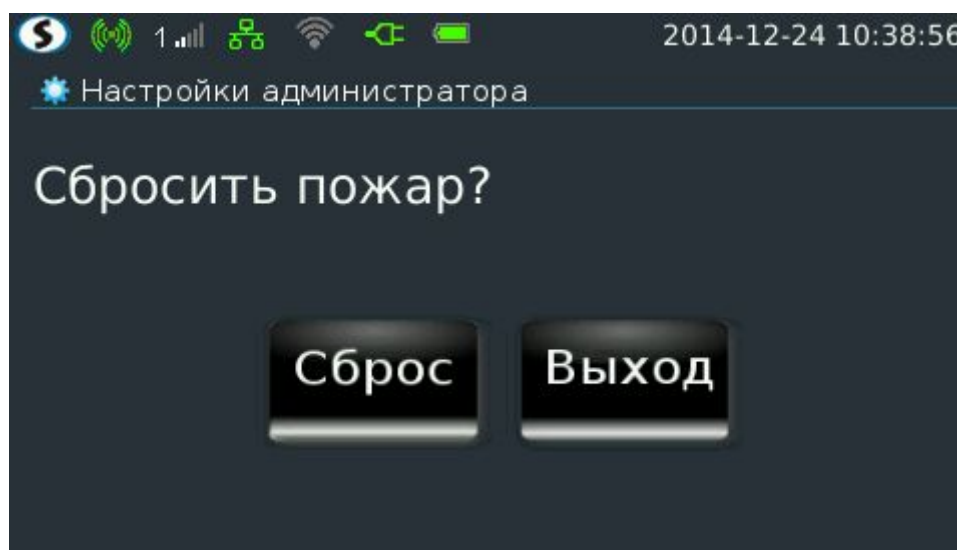 S 1 2014-12-24 10:38:56
Настройки администратора
Сбросить пожар?
Сброс Выход